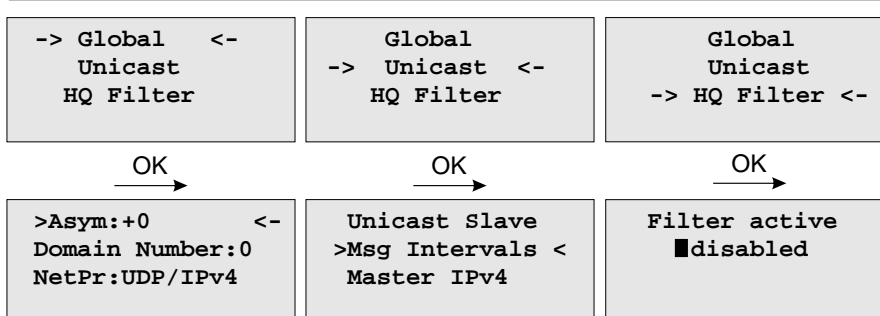 -> Global <-
Unicast
HQ Filter
Global
-> Unicast <-
HQ Filter
Global
Unicast
-> HQ Filter <-
OK
OK
OK
>Asym:+0 <-
Domain Number:0
NetPr:UDP/IPv4
Unicast Slave
>Msg Intervals <
Master IPv4
Filter active
disabled